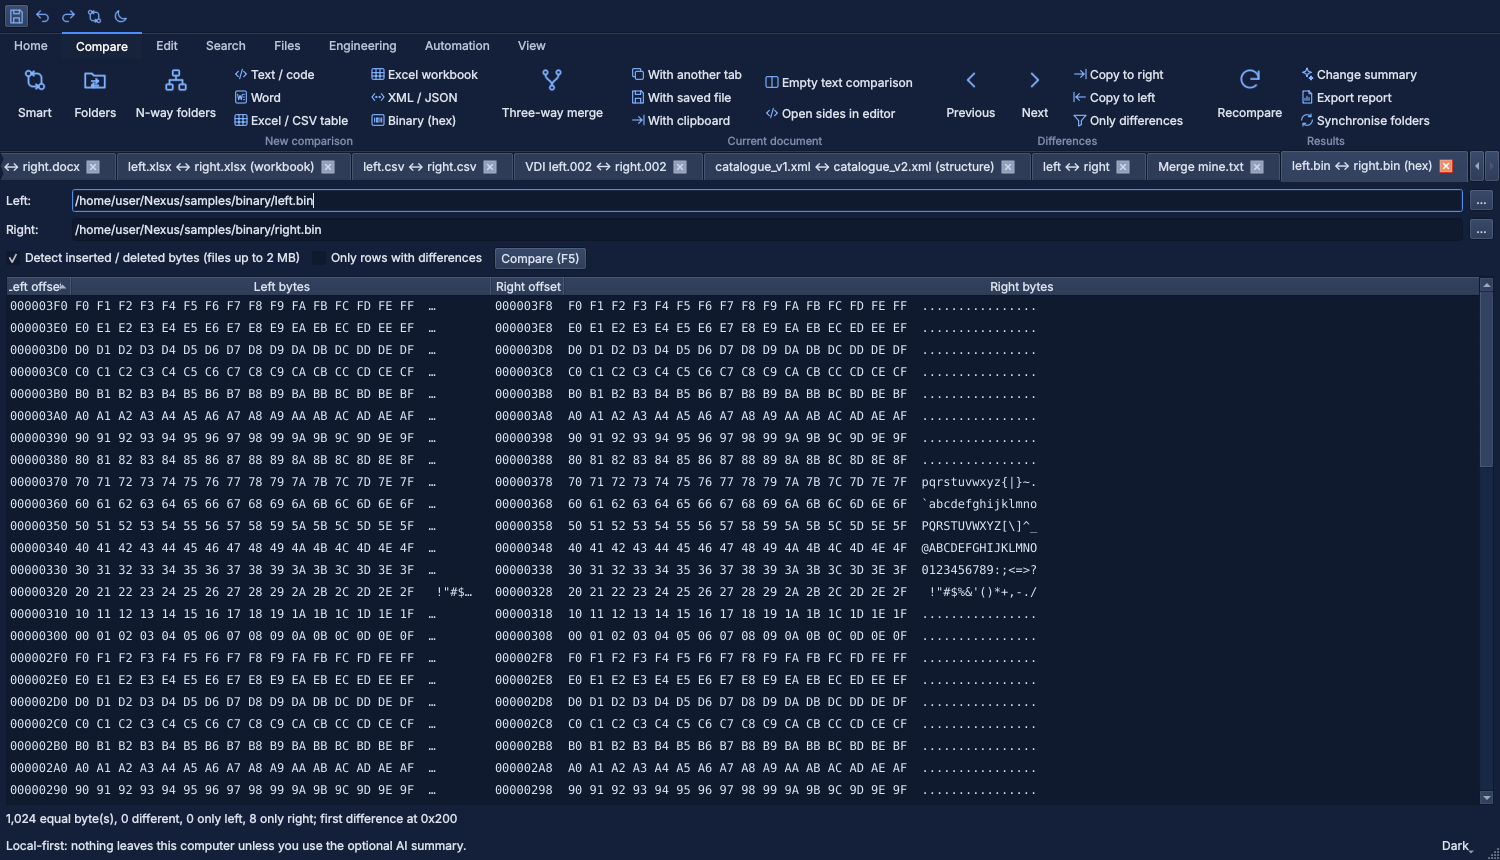 Home Compare Edit Search Files Engineering Automation View
Smart Folders N-way folders
Text / code Excel workbook
Word XML / JSON
Excel / CSV table Binary (hex)
New comparison
Three-way merge
With another tab
With saved file
With clipboard
Empty text comparison
Open sides in editor
Current document
Previous Next
Copy to right
Copy to left
Only differences
Differences
Recompare
Change summary
Export report
Synchronise folders
Results
↔ right.docx left.xlsx ↔ right.xlsx (workbook) left.csv ↔ right.csv VDI left.002 ↔ right.002 catalogue_v1.xml ↔ catalogue_v2.xml (structure) left ↔ right Merge mine.txt left.bin ↔ right.bin (hex)
Left: /home/user/Nexus/samples/binary/left.bin ...
Right: /home/user/Nexus/samples/binary/right.bin ...
Detect inserted / deleted bytes (files up to 2 MB) Only rows with differences Compare (F5)
Left offset Left bytes Right offset Right bytes
000003F0 F0 F1 F2 F3 F4 F5 F6 F7 F8 F9 FA FB FC FD FE FF … 000003F8 F0 F1 F2 F3 F4 F5 F6 F7 F8 F9 FA FB FC FD FE FF ................
000003E0 E0 E1 E2 E3 E4 E5 E6 E7 E8 E9 EA EB EC ED EE EF … 000003E8 E0 E1 E2 E3 E4 E5 E6 E7 E8 E9 EA EB EC ED EE EF ................
000003D0 D0 D1 D2 D3 D4 D5 D6 D7 D8 D9 DA DB DC DD DE DF … 000003D8 D0 D1 D2 D3 D4 D5 D6 D7 D8 D9 DA DB DC DD DE DF ................
000003C0 C0 C1 C2 C3 C4 C5 C6 C7 C8 C9 CA CB CC CD CE CF … 000003C8 C0 C1 C2 C3 C4 C5 C6 C7 C8 C9 CA CB CC CD CE CF ................
000003B0 B0 B1 B2 B3 B4 B5 B6 B7 B8 B9 BA BB BC BD BE BF … 000003B8 B0 B1 B2 B3 B4 B5 B6 B7 B8 B9 BA BB BC BD BE BF ................
000003A0 A0 A1 A2 A3 A4 A5 A6 A7 A8 A9 AA AB AC AD AE AF … 000003A8 A0 A1 A2 A3 A4 A5 A6 A7 A8 A9 AA AB AC AD AE AF ................
00000390 90 91 92 93 94 95 96 97 98 99 9A 9B 9C 9D 9E 9F … 00000398 90 91 92 93 94 95 96 97 98 99 9A 9B 9C 9D 9E 9F ................
00000380 80 81 82 83 84 85 86 87 88 89 8A 8B 8C 8D 8E 8F … 00000388 80 81 82 83 84 85 86 87 88 89 8A 8B 8C 8D 8E 8F ................
00000370 70 71 72 73 74 75 76 77 78 79 7A 7B 7C 7D 7E 7F … 00000378 70 71 72 73 74 75 76 77 78 79 7A 7B 7C 7D 7E 7F pqrstuvwxyz{|}~.
00000360 60 61 62 63 64 65 66 67 68 69 6A 6B 6C 6D 6E 6F … 00000368 60 61 62 63 64 65 66 67 68 69 6A 6B 6C 6D 6E 6F `abcdefghijklmno
00000350 50 51 52 53 54 55 56 57 58 59 5A 5B 5C 5D 5E 5F … 00000358 50 51 52 53 54 55 56 57 58 59 5A 5B 5C 5D 5E 5F PQRSTUVWXYZ[\]^_
00000340 40 41 42 43 44 45 46 47 48 49 4A 4B 4C 4D 4E 4F … 00000348 40 41 42 43 44 45 46 47 48 49 4A 4B 4C 4D 4E 4F @ABCDEFGHIJKLMNO
00000330 30 31 32 33 34 35 36 37 38 39 3A 3B 3C 3D 3E 3F … 00000338 30 31 32 33 34 35 36 37 38 39 3A 3B 3C 3D 3E 3F 0123456789:;<=>?
00000320 20 21 22 23 24 25 26 27 28 29 2A 2B 2C 2D 2E 2F !"#$… 00000328 20 21 22 23 24 25 26 27 28 29 2A 2B 2C 2D 2E 2F !"#$%&'()*+,-./
00000310 10 11 12 13 14 15 16 17 18 19 1A 1B 1C 1D 1E 1F … 00000318 10 11 12 13 14 15 16 17 18 19 1A 1B 1C 1D 1E 1F ................
00000300 00 01 02 03 04 05 06 07 08 09 0A 0B 0C 0D 0E 0F … 00000308 00 01 02 03 04 05 06 07 08 09 0A 0B 0C 0D 0E 0F ................
000002F0 F0 F1 F2 F3 F4 F5 F6 F7 F8 F9 FA FB FC FD FE FF … 000002F8 F0 F1 F2 F3 F4 F5 F6 F7 F8 F9 FA FB FC FD FE FF ................
000002E0 E0 E1 E2 E3 E4 E5 E6 E7 E8 E9 EA EB EC ED EE EF … 000002E8 E0 E1 E2 E3 E4 E5 E6 E7 E8 E9 EA EB EC ED EE EF ................
000002D0 D0 D1 D2 D3 D4 D5 D6 D7 D8 D9 DA DB DC DD DE DF … 000002D8 D0 D1 D2 D3 D4 D5 D6 D7 D8 D9 DA DB DC DD DE DF ................
000002C0 C0 C1 C2 C3 C4 C5 C6 C7 C8 C9 CA CB CC CD CE CF … 000002C8 C0 C1 C2 C3 C4 C5 C6 C7 C8 C9 CA CB CC CD CE CF ................
000002B0 B0 B1 B2 B3 B4 B5 B6 B7 B8 B9 BA BB BC BD BE BF … 000002B8 B0 B1 B2 B3 B4 B5 B6 B7 B8 B9 BA BB BC BD BE BF ................
000002A0 A0 A1 A2 A3 A4 A5 A6 A7 A8 A9 AA AB AC AD AE AF … 000002A8 A0 A1 A2 A3 A4 A5 A6 A7 A8 A9 AA AB AC AD AE AF ................
00000290 90 91 92 93 94 95 96 97 98 99 9A 9B 9C 9D 9E 9F … 00000298 90 91 92 93 94 95 96 97 98 99 9A 9B 9C 9D 9E 9F ................
1,024 equal byte(s), 0 different, 0 only left, 8 only right; first difference at 0x200
Local-first: nothing leaves this computer unless you use the optional AI summary. Dark